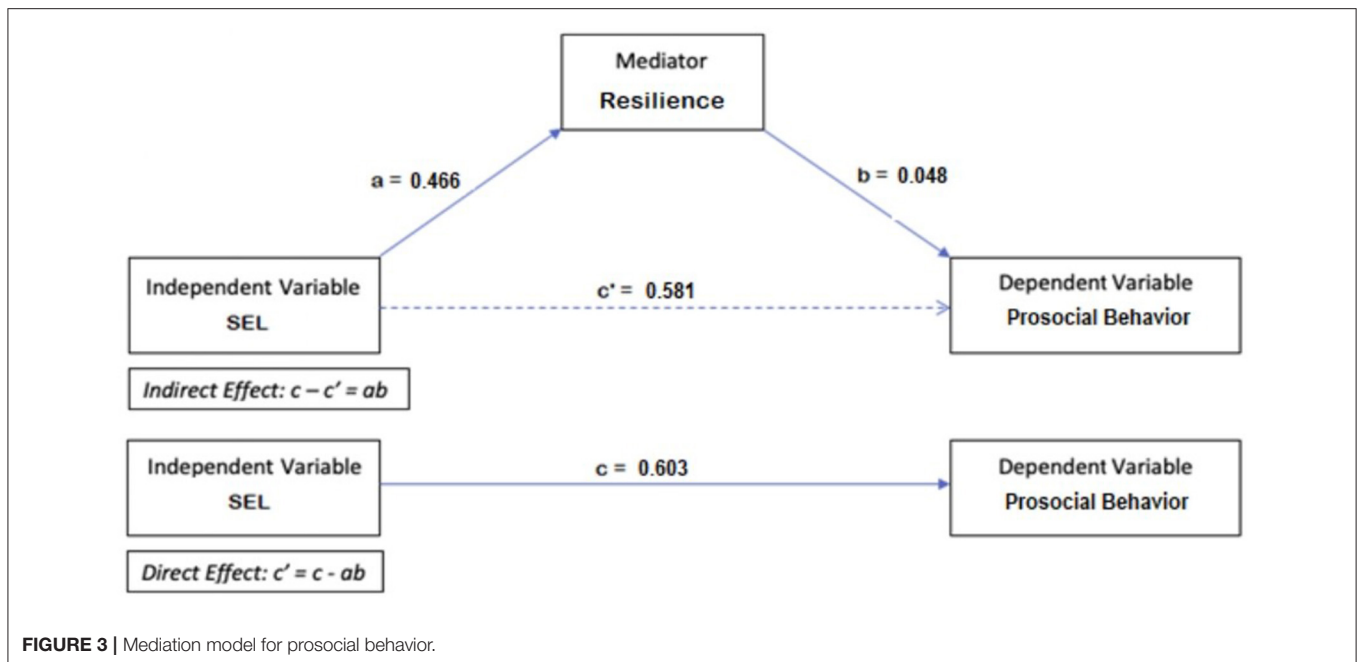 Mediator
Resilience
a = 0.466
b = 0.048
Independent Variable
SEL
c' = 0.581
Dependent Variable
Prosocial Behavior
Indirect Effect: c – c′ = ab
Independent Variable
SEL
c = 0.603
Dependent Variable
Prosocial Behavior
Direct Effect: c′ = c - ab
FIGURE 3 | Mediation model for prosocial behavior.